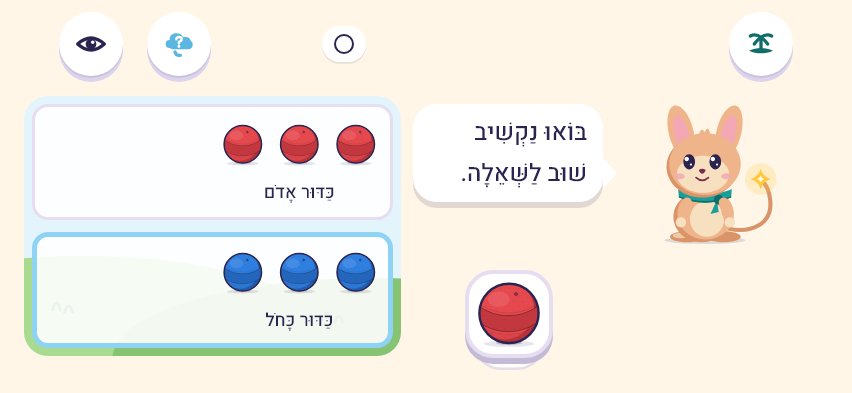 בּוֹאוּ נַקְשִׁיב
שׁוּב לַשְּׁאֵלָה.
כַּדּוּר אָדֹם
כַּדּוּר כָּחֹל